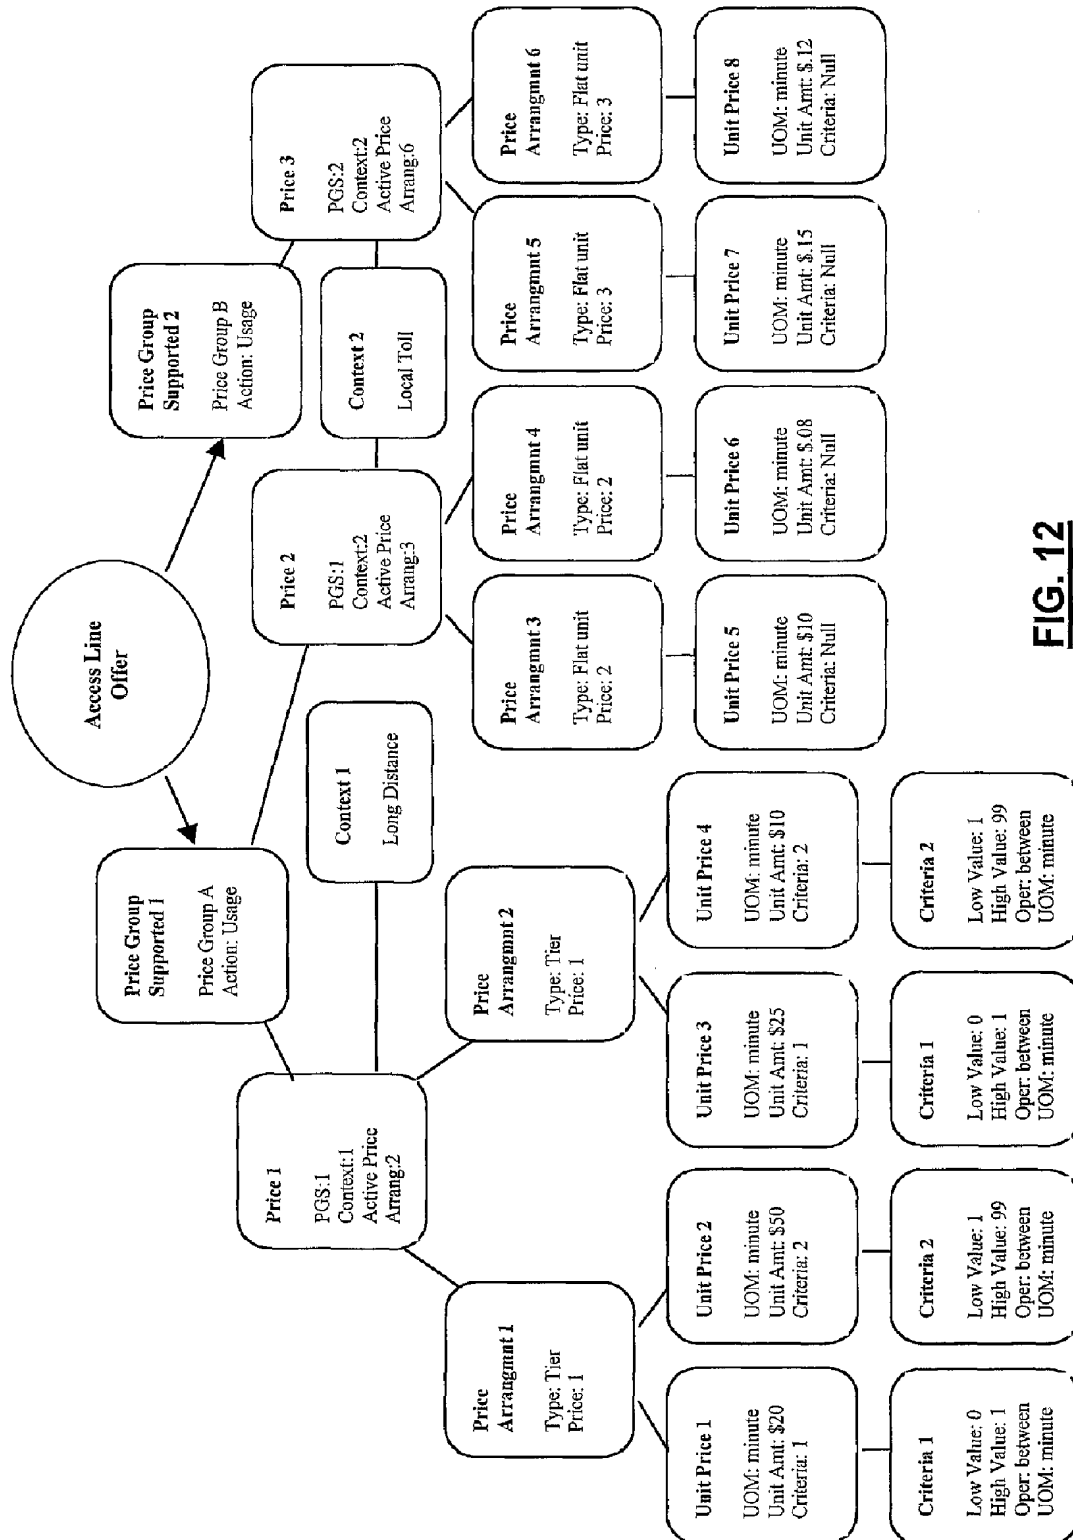 Access Line
Offer
Price Group
Supported 1
Price Group A
Action: Usage
Price Group
Supported 2
Price Group B
Action: Usage
Price 1
PGS:1
Context:1
Active Price
Arrang:2
Context 1
Long Distance
Price 2
PGS:1
Context:2
Active Price
Arrang:3
Context 2
Local Toll
Price 3
PGS:2
Context:2
Active Price
Arrang:6
Price
Arrangmnt 1
Type: Tier
Price: 1
Price
Arrangmnt 2
Type: Tier
Price: 1
Price
Arrangmnt 3
Type: Flat unit
Price: 2
Price
Arrangmnt 4
Type: Flat unit
Price: 2
Price
Arrangmnt 5
Type: Flat unit
Price: 3
Price
Arrangmnt 6
Type: Flat unit
Price: 3
Unit Price 1
UOM: minute
Unit Amt: $20
Criteria: 1
Unit Price 2
UOM: minute
Unit Amt: $50
Criteria: 2
Unit Price 3
UOM: minute
Unit Amt: $25
Criteria: 1
Unit Price 4
UOM: minute
Unit Amt: $10
Criteria: 2
Unit Price 5
UOM: minute
Unit Amt: $10
Criteria: Null
Unit Price 6
UOM: minute
Unit Amt: $.08
Criteria: Null
Unit Price 7
UOM: minute
Unit Amt: $.15
Criteria: Null
Unit Price 8
UOM: minute
Unit Amt: $.12
Criteria: Null
Criteria 1
Low Value: 0
High Value: 1
Oper: between
UOM: minute
Criteria 2
Low Value: 1
High Value: 99
Oper: between
UOM: minute
Criteria 1
Low Value: 0
High Value: 1
Oper: between
UOM: minute
Criteria 2
Low Value: 1
High Value: 99
Oper: between
UOM: minute
FIG. 12